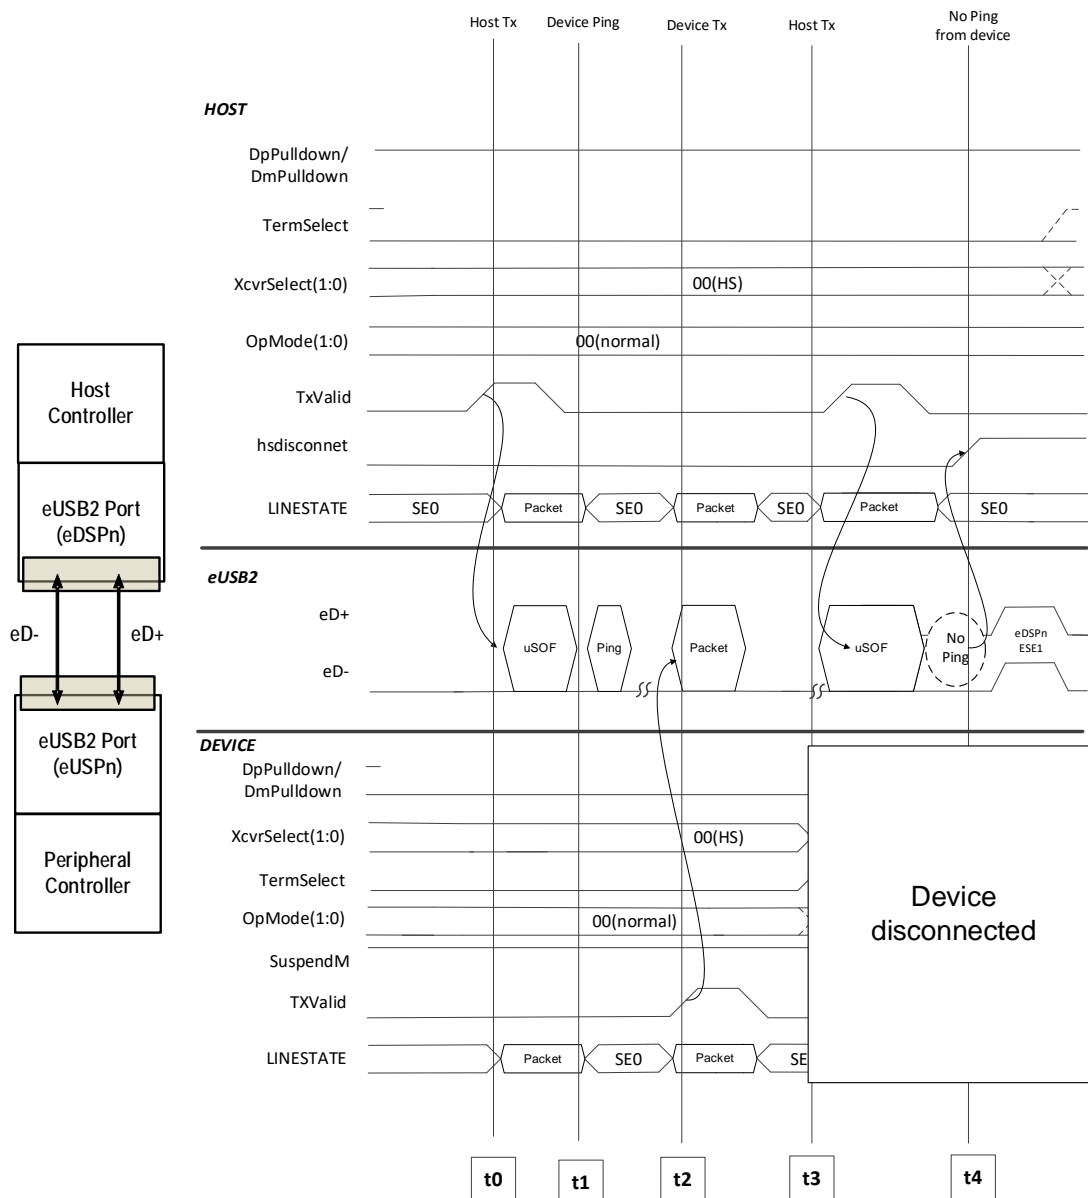 Host Tx
Device Ping
Device Tx
Host Tx
No Ping
from device
HOST
DpPulldown/
DmPulldown
TermSelect
XcvrSelect(1:0)
00(HS)
OpMode(1:0)
00(normal)
TxValid
hsdisconnet
LINESTATE
SE0
Packet
SE0
Packet
SE0
Packet
SE0
Host
Controller
eUSB2 Port
(eDSPn)
eD-
eD+
eUSB2 Port
(eUSPn)
Peripheral
Controller
eUSB2
eD+
eD-
uSOF
Ping
Packet
uSOF
No
Ping
eDSPn
ESE1
DEVICE
DpPulldown/
DmPulldown
XcvrSelect(1:0)
00(HS)
TermSelect
OpMode(1:0)
00(normal)
SuspendM
TXValid
LINESTATE
Packet
SE0
Packet
SE
Device
disconnected
t0
t1
t2
t3
t4